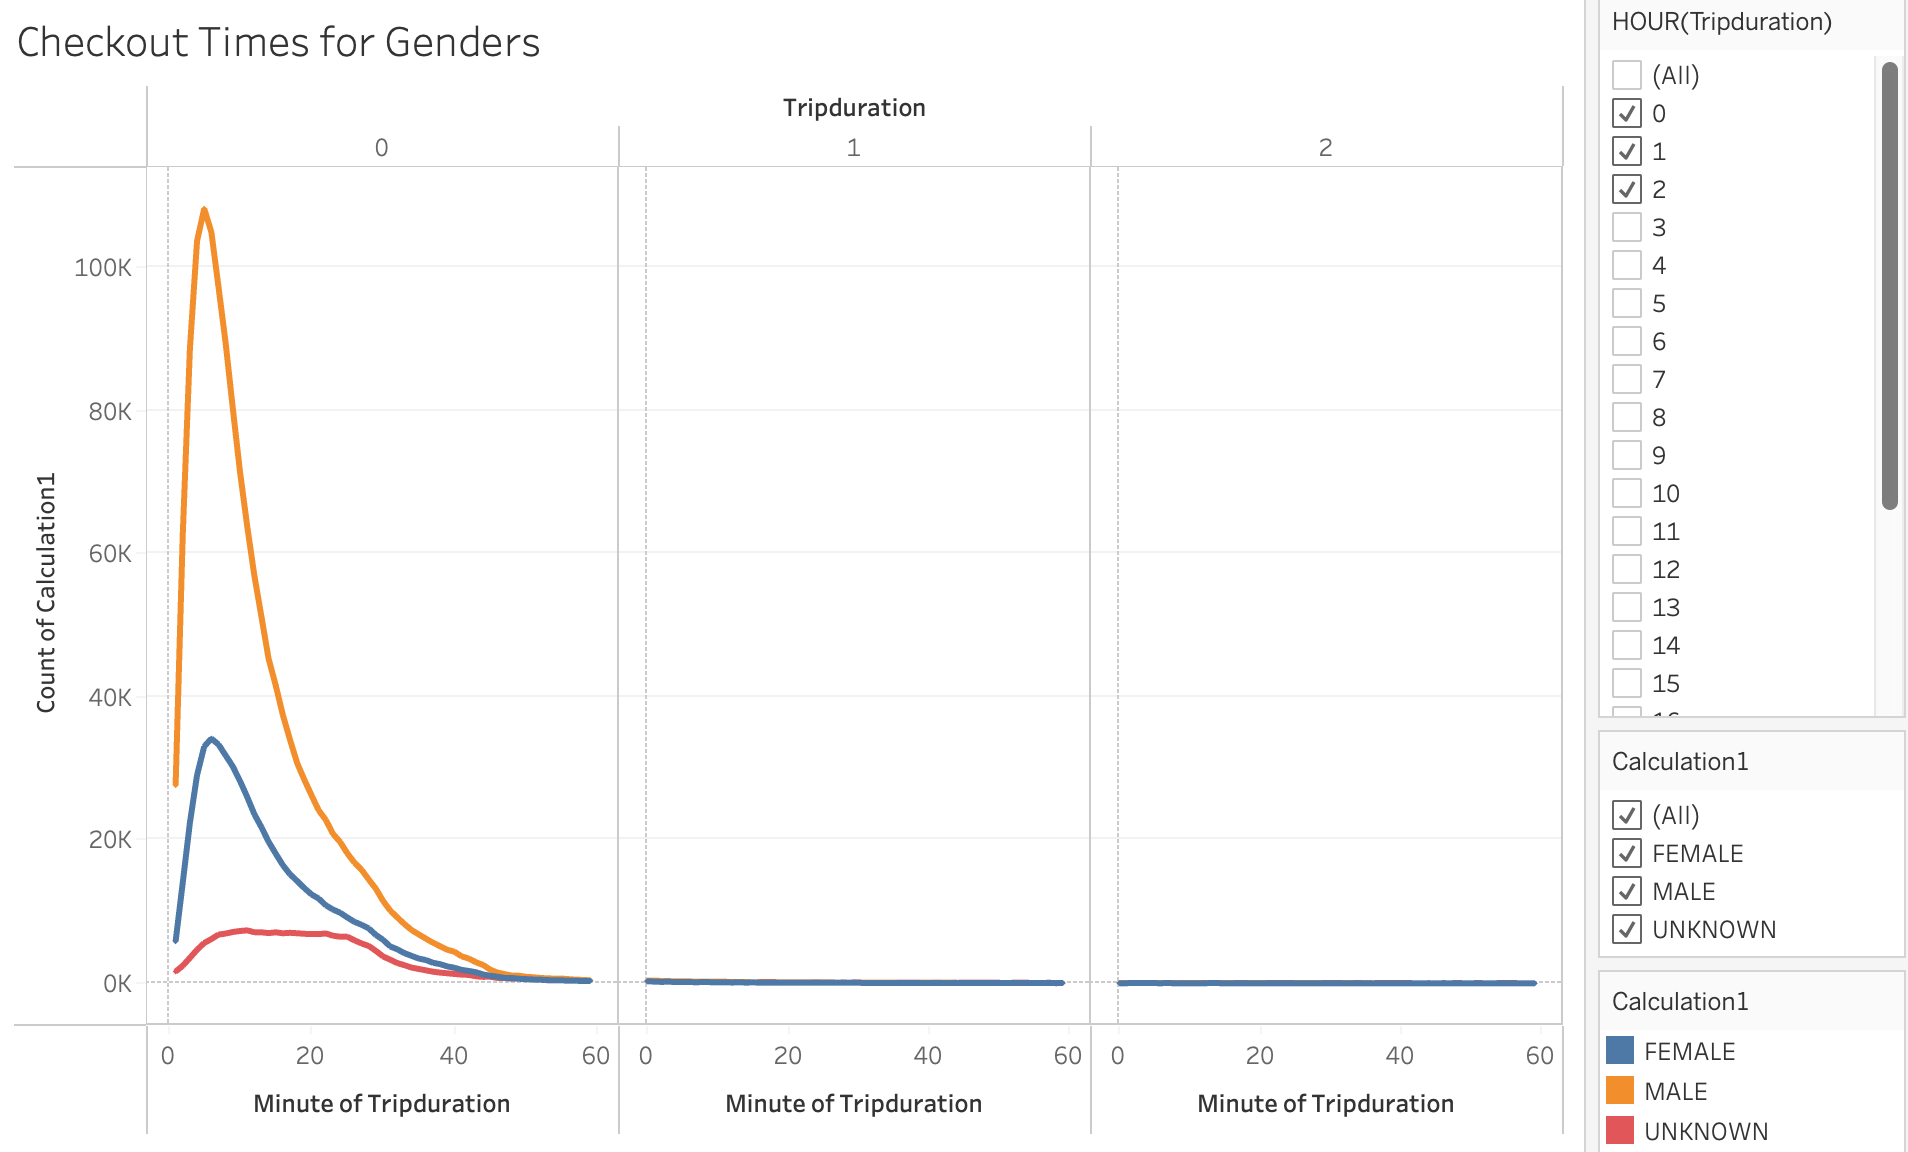 Checkout Times for Genders
Tripduration
0 1 2
100K
80K
60K
40K
20K
0K
Count of Calculation1
0 20 40 60 0 20 40 60 0 20 40 60
Minute of Tripduration Minute of Tripduration Minute of Tripduration
HOUR(Tripduration)
(All)
0
1
2
3
4
5
6
7
8
9
10
11
12
13
14
15
Calculation1
(All)
FEMALE
MALE
UNKNOWN
Calculation1
FEMALE
MALE
UNKNOWN